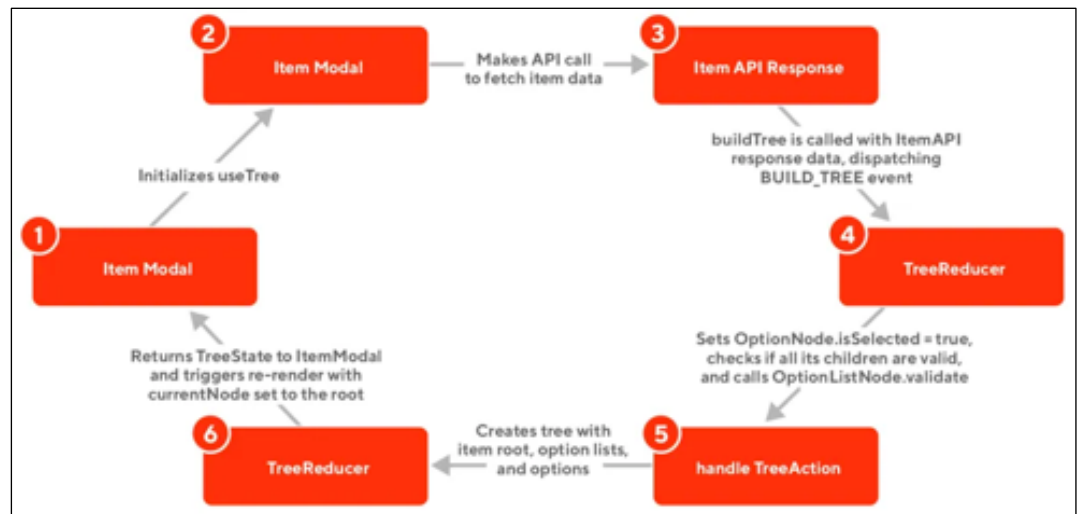 2
Item Modal
Makes API call
to fetch item data
3
Item API Response
Initializes useTree
buildTree is called with ItemAPI
response data, dispatching
BUILD_TREE event
1
Item Modal
4
TreeReducer
Returns TreeState to ItemModal
and triggers re-render with
currentNode set to the root
Sets OptionNode.isSelected = true,
checks if all its children are valid,
and calls OptionListNode.validate
6
TreeReducer
Creates tree with
item root, option lists,
and options
5
handle TreeAction